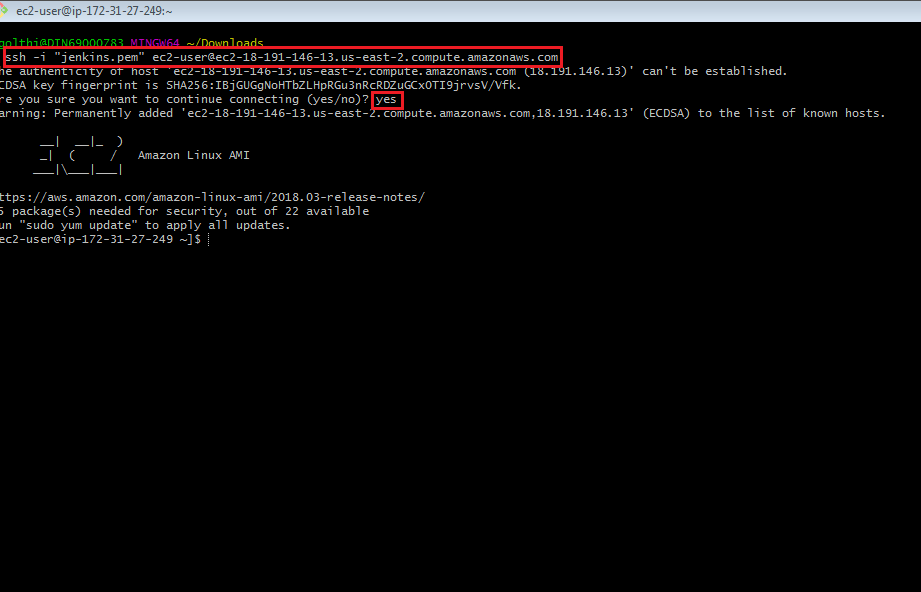 ec2-user@ip-172-31-27-249:~
golthi@DIN69000783 MINGW64 ~/Downloads
ssh -i "jenkins.pem" ec2-user@ec2-18-191-146-13.us-east-2.compute.amazonaws.com
he authenticity of host 'ec2-18-191-146-13.us-east-2.compute.amazonaws.com (18.191.146.13)' can't be established.
CDSA key fingerprint is SHA256:IBjGUGgNoHTbZLHpRGu3nRcRDZuGCxOTI9jrvsV/Vfk.
re you sure you want to continue connecting (yes/no)? yes
arning: Permanently added 'ec2-18-191-146-13.us-east-2.compute.amazonaws.com,18.191.146.13' (ECDSA) to the list of known hosts.
__|  __|_  )
_|  (     /   Amazon Linux AMI
___|\___|___|
ttps://aws.amazon.com/amazon-linux-ami/2018.03-release-notes/
5 package(s) needed for security, out of 22 available
un "sudo yum update" to apply all updates.
ec2-user@ip-172-31-27-249 ~]$